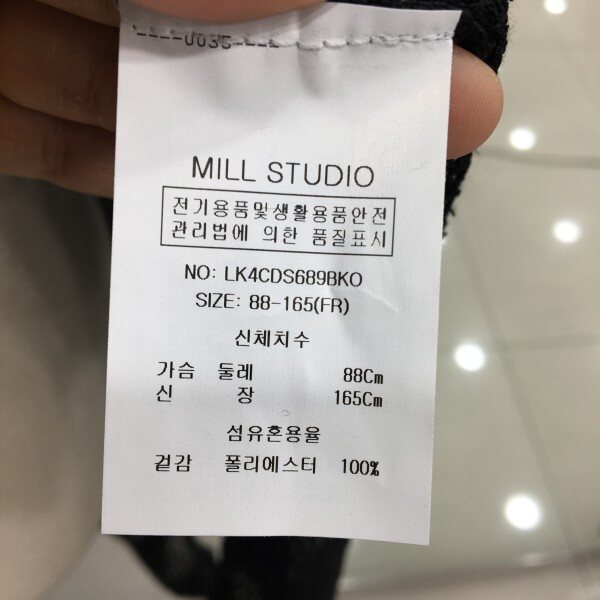 ----0035----
MILL STUDIO
전기용품및생활용품안전
관리법에 의한 품질표시
NO: LK4CDS689BKO
SIZE: 88-165(FR)
신체치수
가슴 둘레 88Cm
신 장 165Cm
섬유혼용율
겉감 폴리에스터 100%